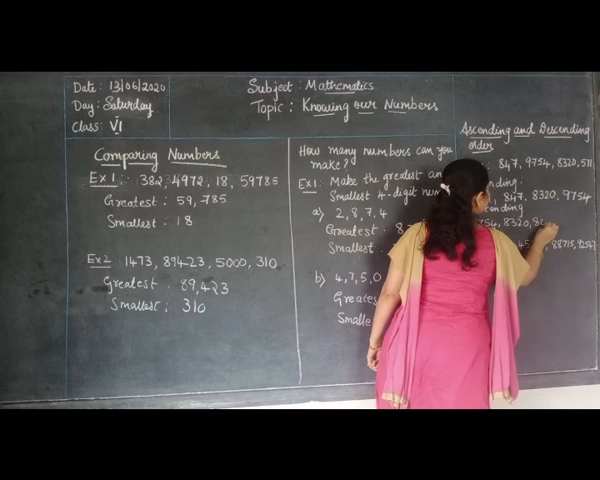 Date: 13/06/2020
Day: Saturday
Class: VI
Subject: Mathematics
Topic: Knowing our Numbers
Comparing Numbers
Ex 1: 382, 4972, 18, 59785
Greatest: 59,785
Smallest: 18
Ex 2: 1473, 89423, 5000, 310
Greatest: 89,423
Smallest: 310
How many numbers can you
make?
Ex1: Make the greatest an
Smallest 4-digit num
a) 2, 8, 7, 4
Greatest: 8
Smallest:
b) 4, 7, 5, 0
Greates
Smalle
Ascending and Descending
order
: 847, 9754, 8320, 571
nding:
, 847, 8320, 9754
cending
754, 8320, 8
88715,